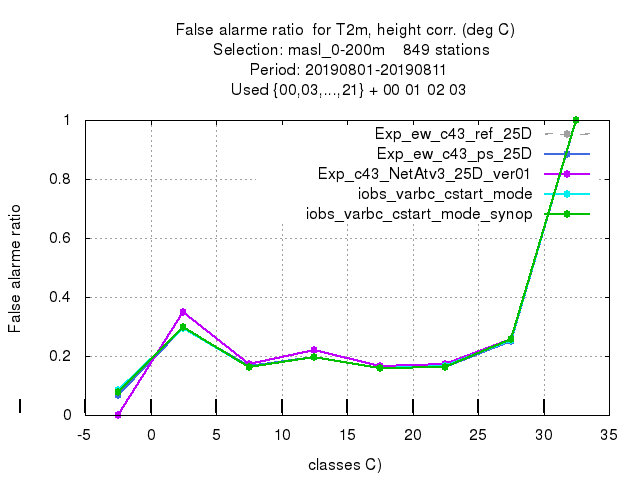 False alarme ratio  for T2m, height corr. (deg C)
Selection: masl_0-200m    849 stations
Period: 20190801-20190811
Used {00,03,...,21} + 00 01 02 03
Exp_ew_c43_ref_25D
Exp_ew_c43_ps_25D
Exp_c43_NetAtv3_25D_ver01
iobs_varbc_cstart_mode
iobs_varbc_cstart_mode_synop
False alarme ratio
1
0.8
0.6
0.4
0.2
0
-5 0 5 10 15 20 25 30 35
classes C)